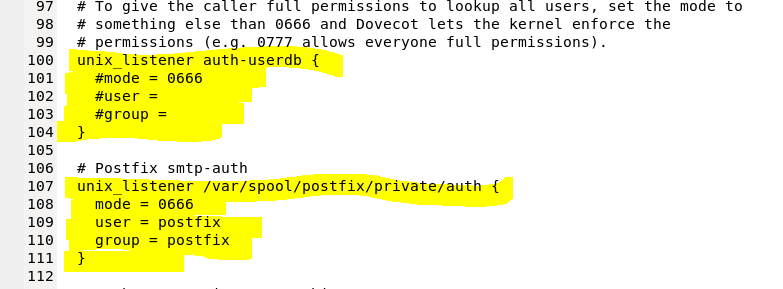 97 # To give the caller full permissions to lookup all users, set the mode to
98 # something else than 0666 and Dovecot lets the kernel enforce the
99 # permissions (e.g. 0777 allows everyone full permissions).
100 unix_listener auth-userdb {
101 #mode = 0666
102 #user =
103 #group =
104 }
105
106 # Postfix smtp-auth
107 unix_listener /var/spool/postfix/private/auth {
108 mode = 0666
109 user = postfix
110 group = postfix
111 }
112